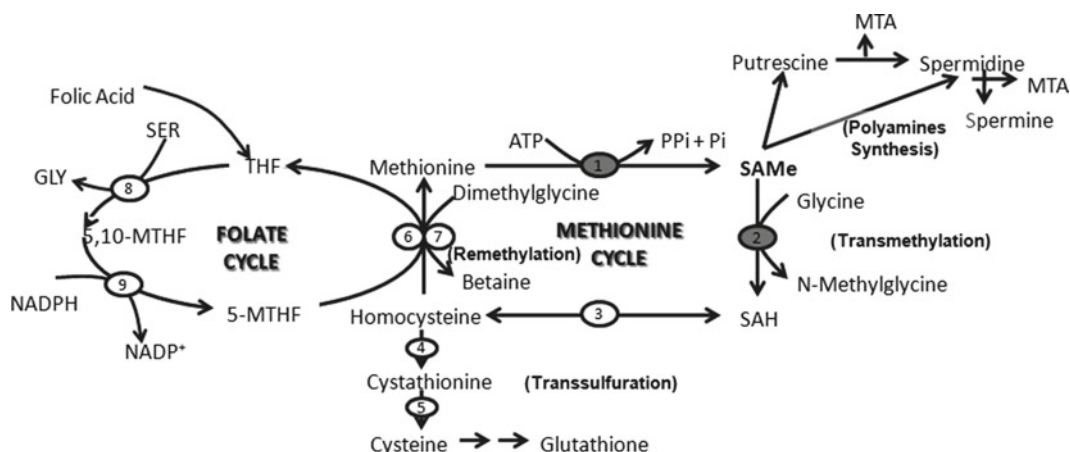 MTA
Putrescine
Spermidine
MTA
Spermine
(Polyamines
Synthesis)
Folic Acid
SER
GLY
8
THF
5,10-MTHF
FOLATE
CYCLE
9
NADPH
NADP+
5-MTHF
Methionine
ATP
1
PPi + Pi
SAMe
Dimethylglycine
6
7
(Remethylation)
Betaine
METHIONINE
CYCLE
Glycine
2
(Transmethylation)
N-Methylglycine
Homocysteine
3
SAH
4
Cystathionine
(Transsulfuration)
5
Cysteine
Glutathione